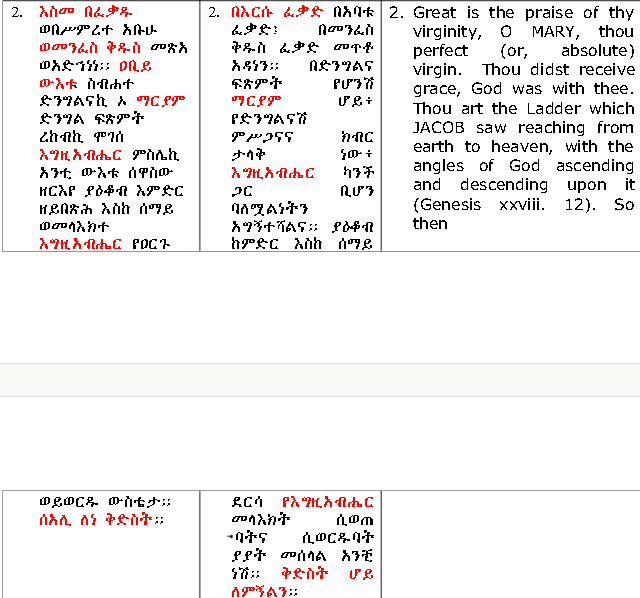 2. እስመ በፈቃዱ
ወበሥምረተ አቡሁ
ወመንፈስ ቅዱስ መጽአ
ወአድኀነነ፡፡ ዐቢይ
ውእቱ ስብሐተ
ድንግልናኪ ኦ ማርያም
ድንግል ፍጽምት
ረከብኪ ሞገሰ
እግዚአብሔር ምስሌኪ
አንቲ ውእቱ ሰዋስው
ዘርእየ ያዕቆብ እምድር
ዘይበጽሕ እስከ ሰማይ
ወመላእክተ
እግዚአብሔር የዐርጉ
ወይወርዱ ውስቴታ፡፡
ሰአሊ ለነ ቅድስት፡፡
2. በእርሱ ፈቃድ በአባቱ
ፈቃድ፤ በመንፈስ
ቅዱስ ፈቃድ መጥቶ
አዳነን፡፡ በድንግልና
ፍጽምት የሆንሽ
ማርያም ሆይ፥
የድንግልናሽ
ምሥጋናና ክብር
ታላቅ ነው፥
እግዚአብሔር ካንች
ጋር ቢሆን
ባለሟልነትን
አግኝተሻልና፡፡ ያዕቆብ
ከምድር እስከ ሰማይ
ደርሳ የእግዚአብሔር
መላእክት ሲወጡ
ባትና ሲወርዱባት
ያያት መሰላል አንቺ
ነሽ፡፡ ቅድስት ሆይ
ለምኝልን፡፡
2. Great is the praise of thy
virginity, O MARY, thou
perfect (or, absolute)
virgin. Thou didst receive
grace, God was with thee.
Thou art the Ladder which
JACOB saw reaching from
earth to heaven, with the
angles of God ascending
and descending upon it
(Genesis xxviii. 12). So
then